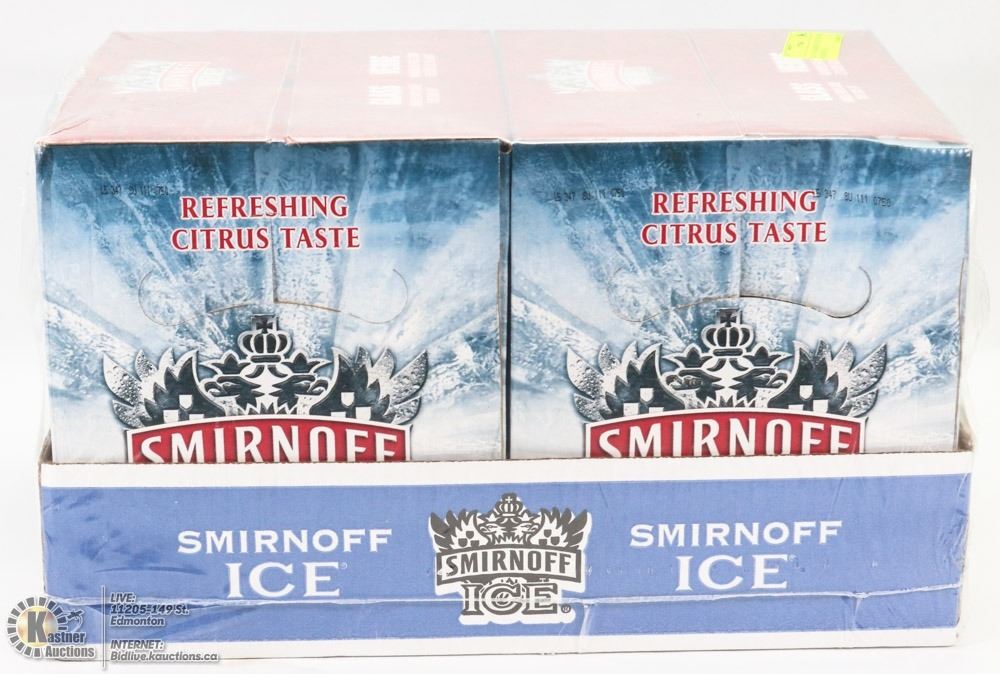 REFRESHING
CITRUS TASTE
REFRESHING
CITRUS TASTE
SMIRNOFF
SMIRNOFF
SMIRNOFF
ICE
SMIRNOFF
ICE
SMIRNOFF
ICE
LIVE:
11205-149 St.
Edmonton
INTERNET:
Bidlive.kauctions.ca
Kastner
Auctions